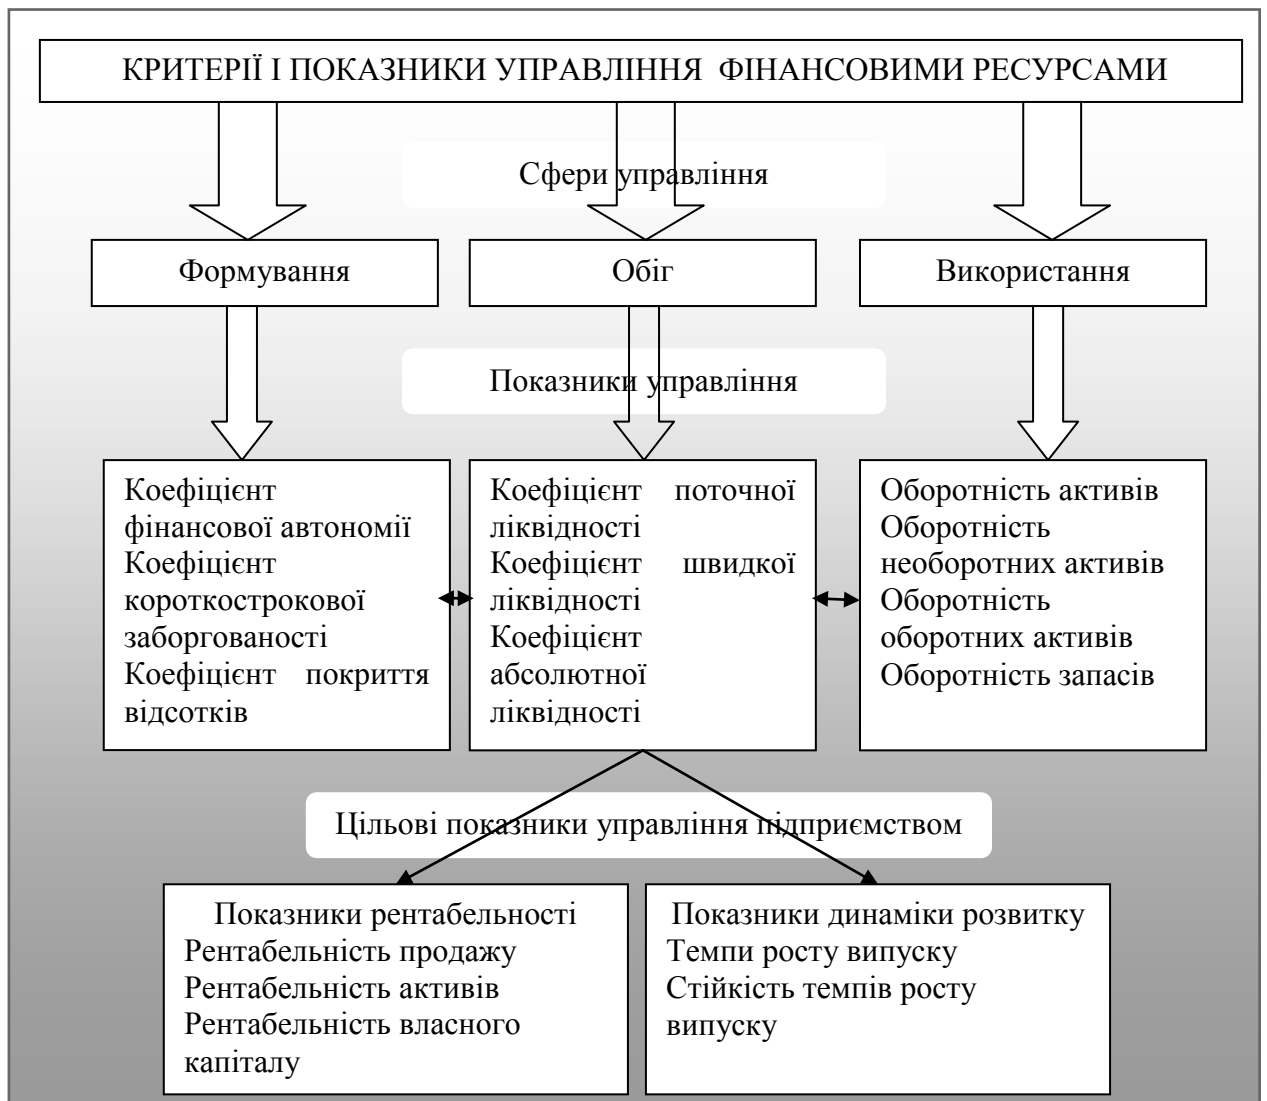 КРИТЕРІЇ І ПОКАЗНИКИ УПРАВЛІННЯ ФІНАНСОВИМИ РЕСУРСАМИ
Сфери управління
Формування
Обіг
Використання
Показники управління
Коефіцієнт
фінансової автономії
Коефіцієнт
короткострокової
заборгованості
Коефіцієнт покриття
відсотків
Коефіцієнт поточної
ліквідності
Коефіцієнт швидкої
ліквідності
Коефіцієнт
абсолютної
ліквідності
Оборотність активів
Оборотність
необоротних активів
Оборотність
оборотних активів
Оборотність запасів
Цільові показники управління підприємством
Показники рентабельності
Рентабельність продажу
Рентабельність активів
Рентабельність власного
капіталу
Показники динаміки розвитку
Темпи росту випуску
Стійкість темпів росту
випуску